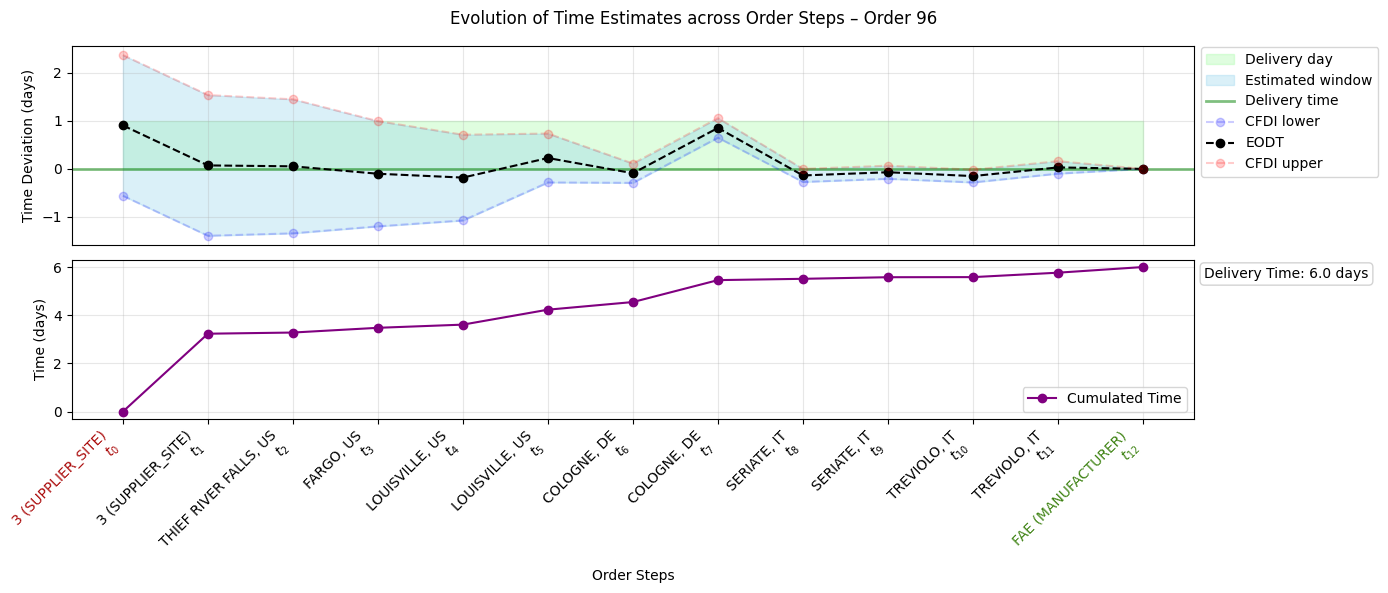 Evolution of Time Estimates across Order Steps – Order 96
Time Deviation (days)
2
1
0
−1
Delivery day
Estimated window
Delivery time
CFDI lower
EODT
CFDI upper
Time (days)
6
4
2
0
Delivery Time: 6.0 days
Cumulated Time
3 (SUPPLIER_SITE)
t0
3 (SUPPLIER_SITE)
t1
THIEF RIVER FALLS, US
t2
FARGO, US
t3
LOUISVILLE, US
t4
LOUISVILLE, US
t5
COLOGNE, DE
t6
COLOGNE, DE
t7
SERIATE, IT
t8
SERIATE, IT
t9
TREVIOLO, IT
t10
TREVIOLO, IT
t11
FAE (MANUFACTURER)
t12
Order Steps